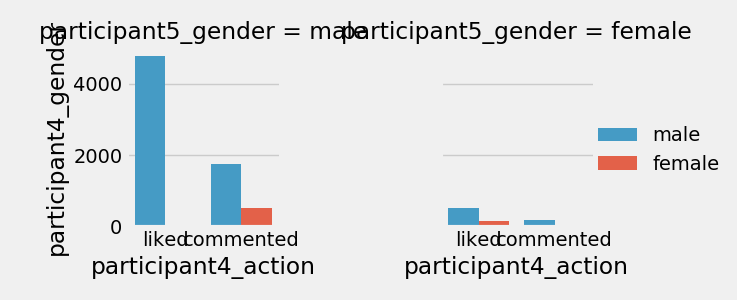 participant5_gender = male
participant5_gender = female
participant4_gender
4000
2000
0
liked
commented
liked
commented
participant4_action
participant4_action
male
female